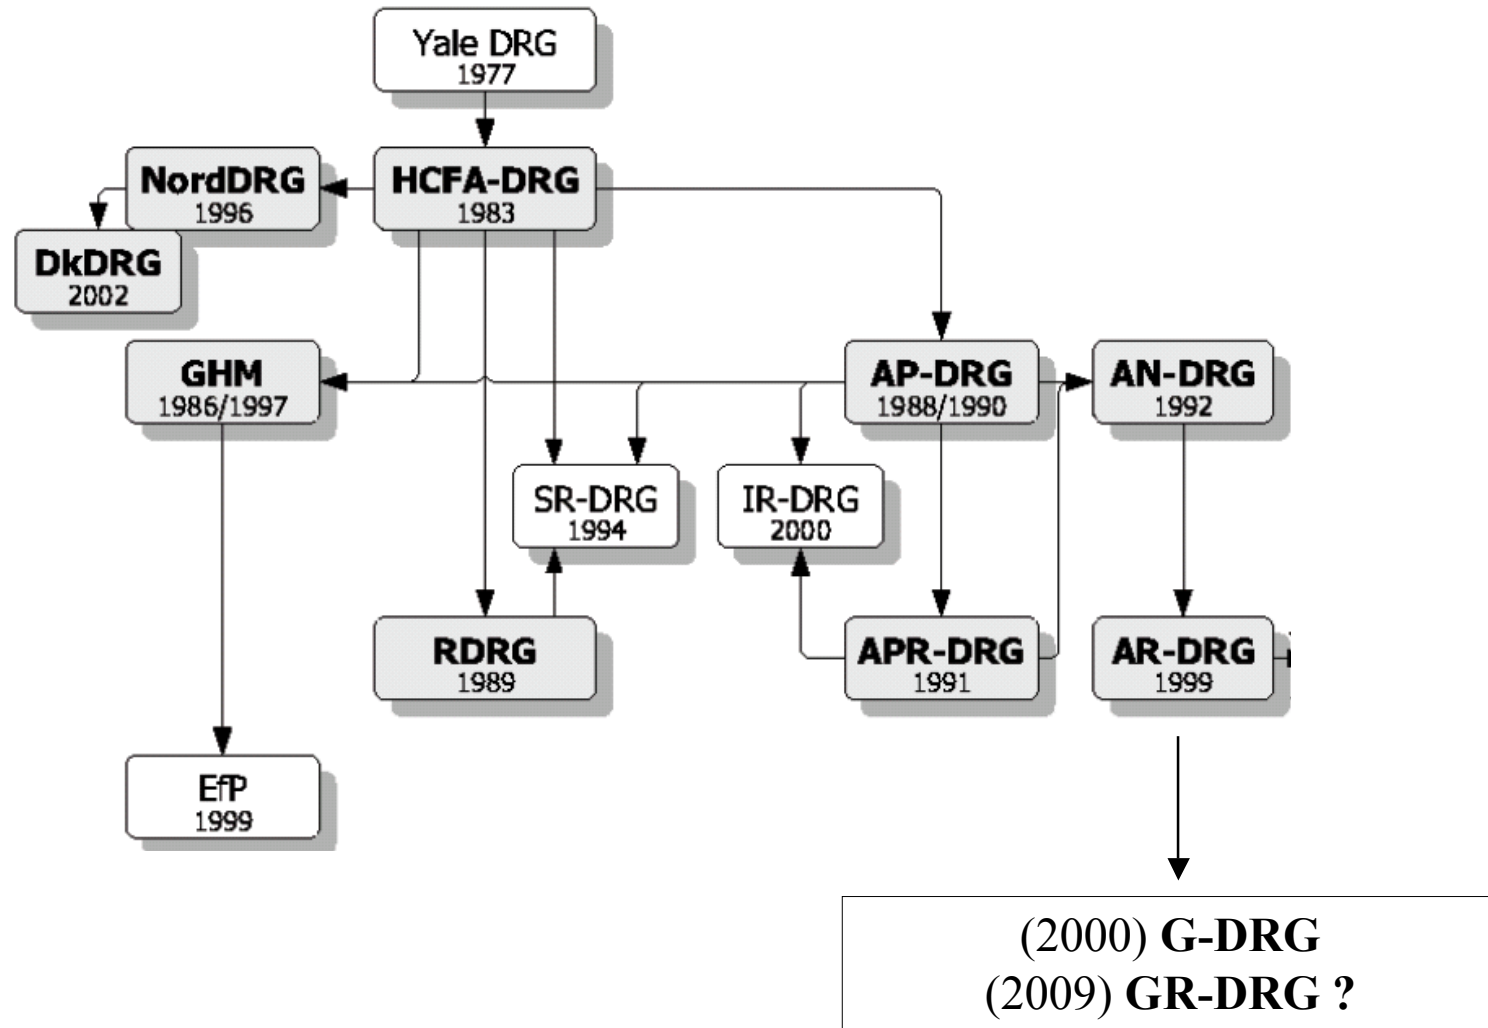 Yale DRG
1977
NordDRG
1996
HCFA-DRG
1983
DkDRG
2002
GHM
1986/1997
AP-DRG
1988/1990
AN-DRG
1992
SR-DRG
1994
IR-DRG
2000
RDRG
1989
APR-DRG
1991
AR-DRG
1999
EfP
1999
(2000) G-DRG
(2009) GR-DRG ?